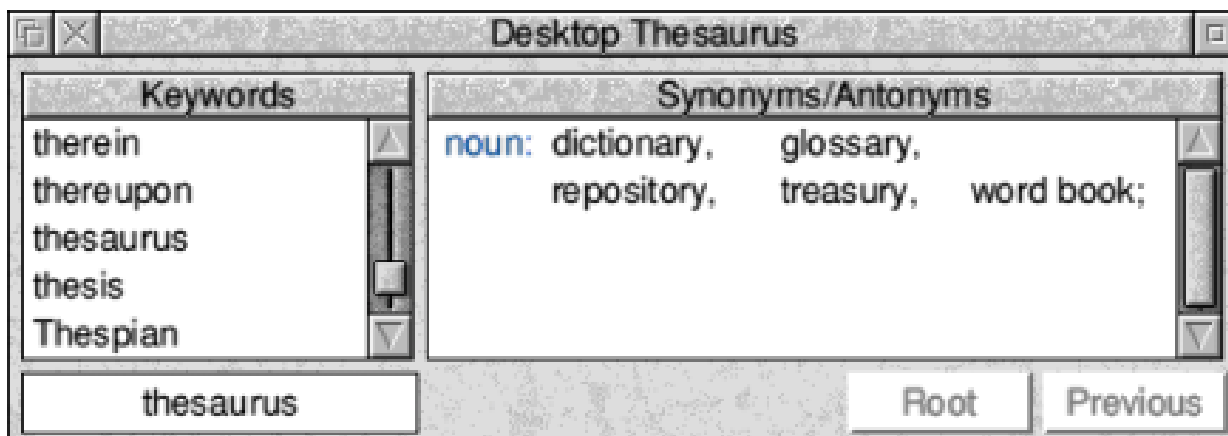 Desktop Thesaurus
Keywords
therein
thereupon
thesaurus
thesis
Thespian
thesaurus
Synonyms/Antonyms
noun: dictionary, glossary,
repository, treasury, word book;
Root
Previous